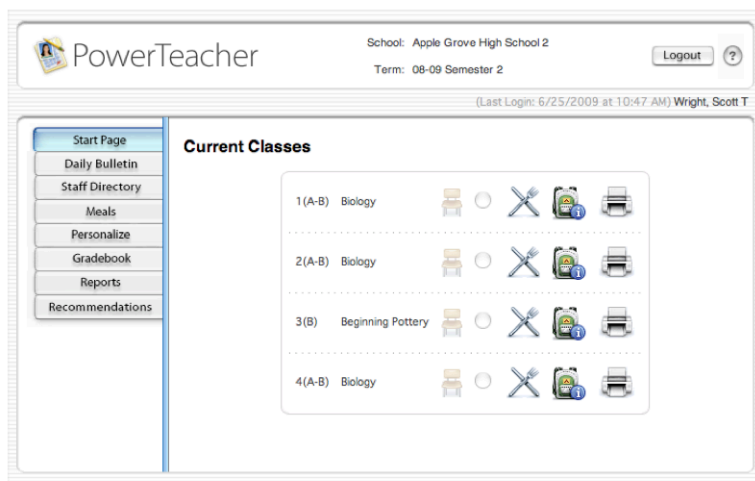 PowerTeacher
School: Apple Grove High School 2
Term: 08-09 Semester 2
Logout ?
(Last Login: 6/25/2009 at 10:47 AM) Wright, Scott T
Start Page
Daily Bulletin
Staff Directory
Meals
Personalize
Gradebook
Reports
Recommendations
Current Classes
1(A-B) Biology
2(A-B) Biology
3(B) Beginning Pottery
4(A-B) Biology